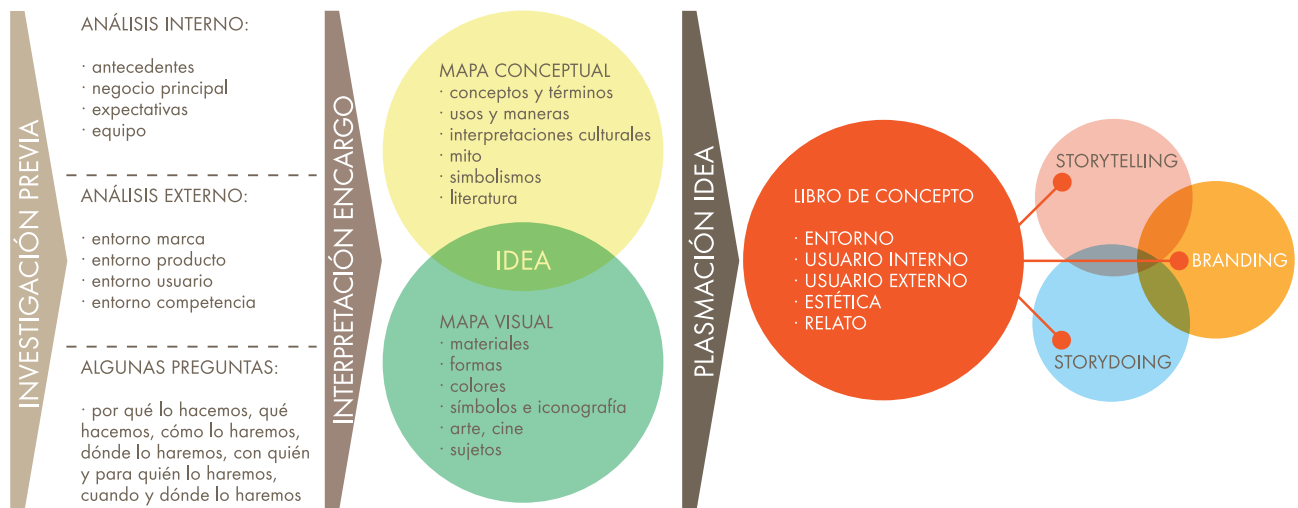 INVESTIGACIÓN PREVIA
ANÁLISIS INTERNO:
· antecedentes
· negocio principal
· expectativas
· equipo
ANÁLISIS EXTERNO:
· entorno marca
· entorno producto
· entorno usuario
· entorno competencia
ALGUNAS PREGUNTAS:
· por qué lo hacemos, qué
hacemos, cómo lo haremos,
dónde lo haremos, con quién
y para quién lo haremos,
cuando y dónde lo haremos
INTERPRETACIÓN ENCARGO
MAPA CONCEPTUAL
· conceptos y términos
· usos y maneras
· interpretaciones culturales
· mito
· simbolismos
· literatura
IDEA
MAPA VISUAL
· materiales
· formas
· colores
· símbolos e iconografía
· arte, cine
· sujetos
PLASMACIÓN IDEA
LIBRO DE CONCEPTO
· ENTORNO
· USUARIO INTERNO
· USUARIO EXTERNO
· ESTÉTICA
· RELATO
STORYTELLING
BRANDING
STORYDOING